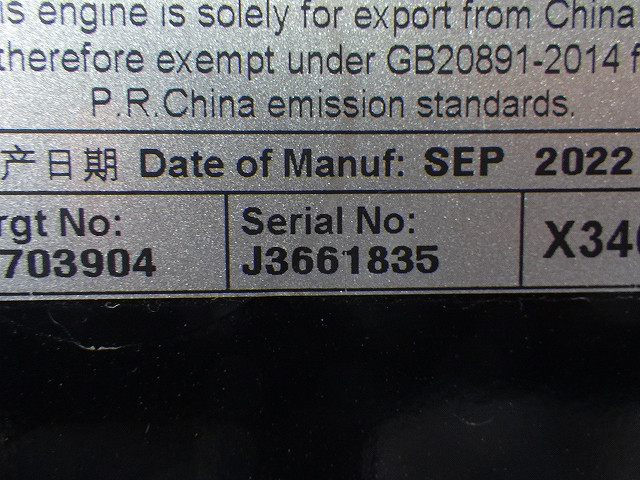 is engine is solely for export from China
therefore exempt under GB20891-2014 f
P.R.China emission standards.
产日期 Date of Manuf: SEP 2022
rgt No: Serial No:
703904 J3661835 X340